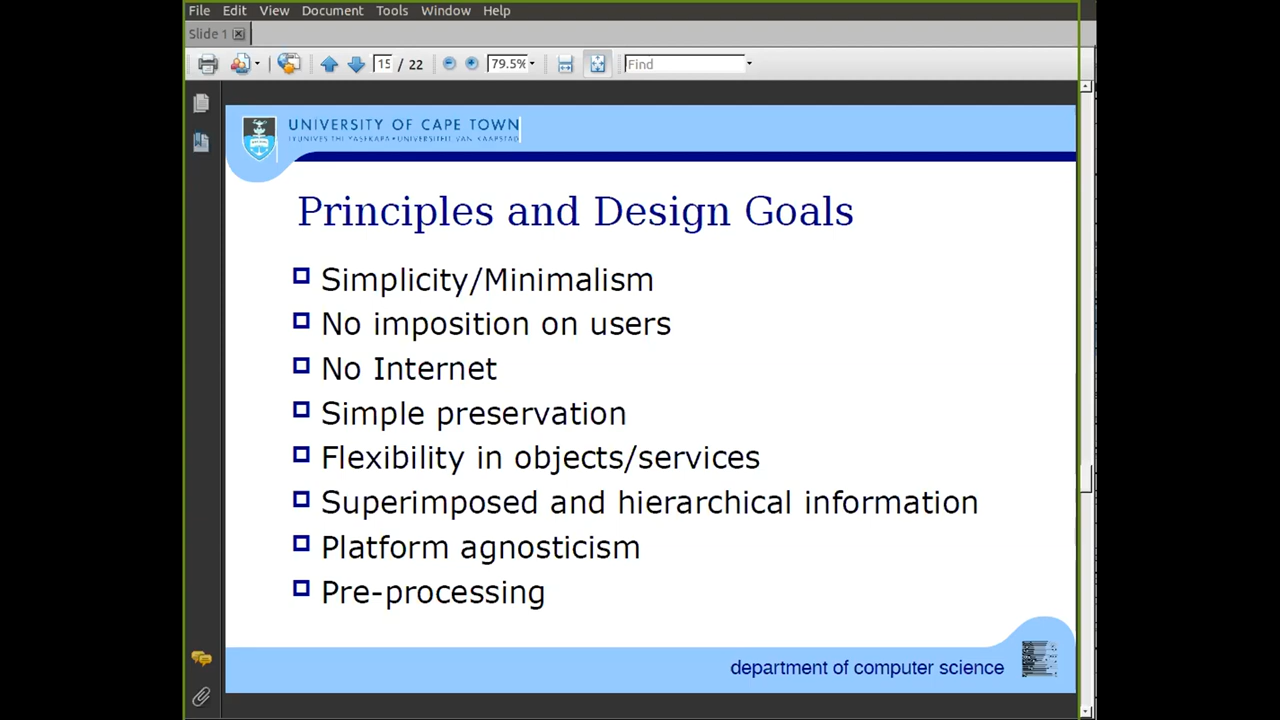 File Edit View Document Tools Window Help
Slide 1
15 / 22 79.5% Find
UNIVERSITY OF CAPE TOWN
Principles and Design Goals
Simplicity/Minimalism
No imposition on users
No Internet
Simple preservation
Flexibility in objects/services
Superimposed and hierarchical information
Platform agnosticism
Pre-processing
department of computer science